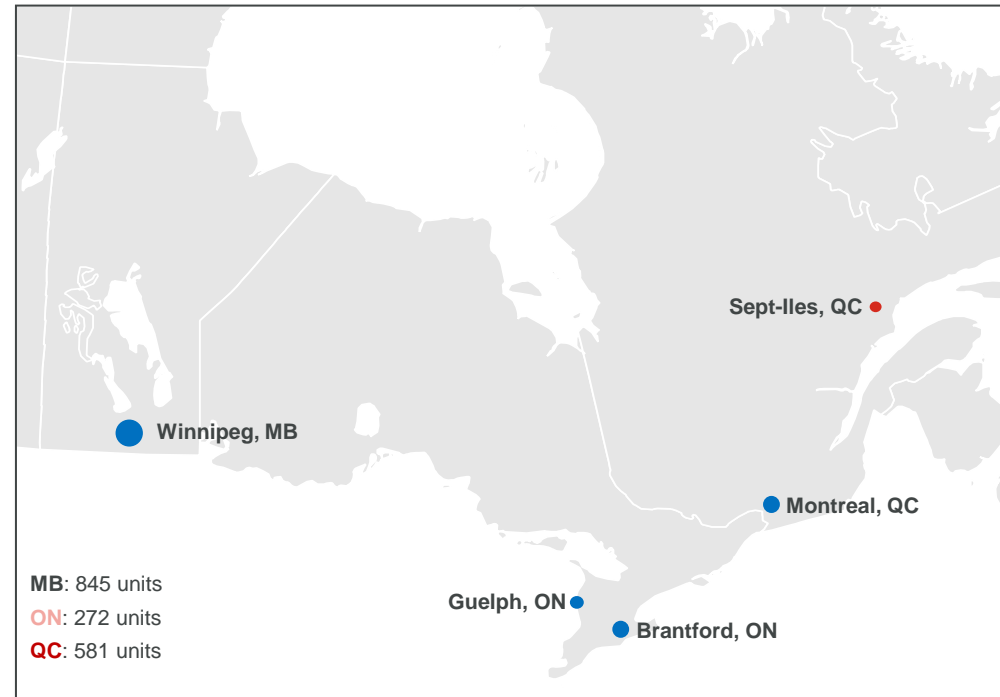 Sept-Iles, QC
Winnipeg, MB
Montreal, QC
MB: 845 units
ON: 272 units
QC: 581 units
Guelph, ON
Brantford, ON